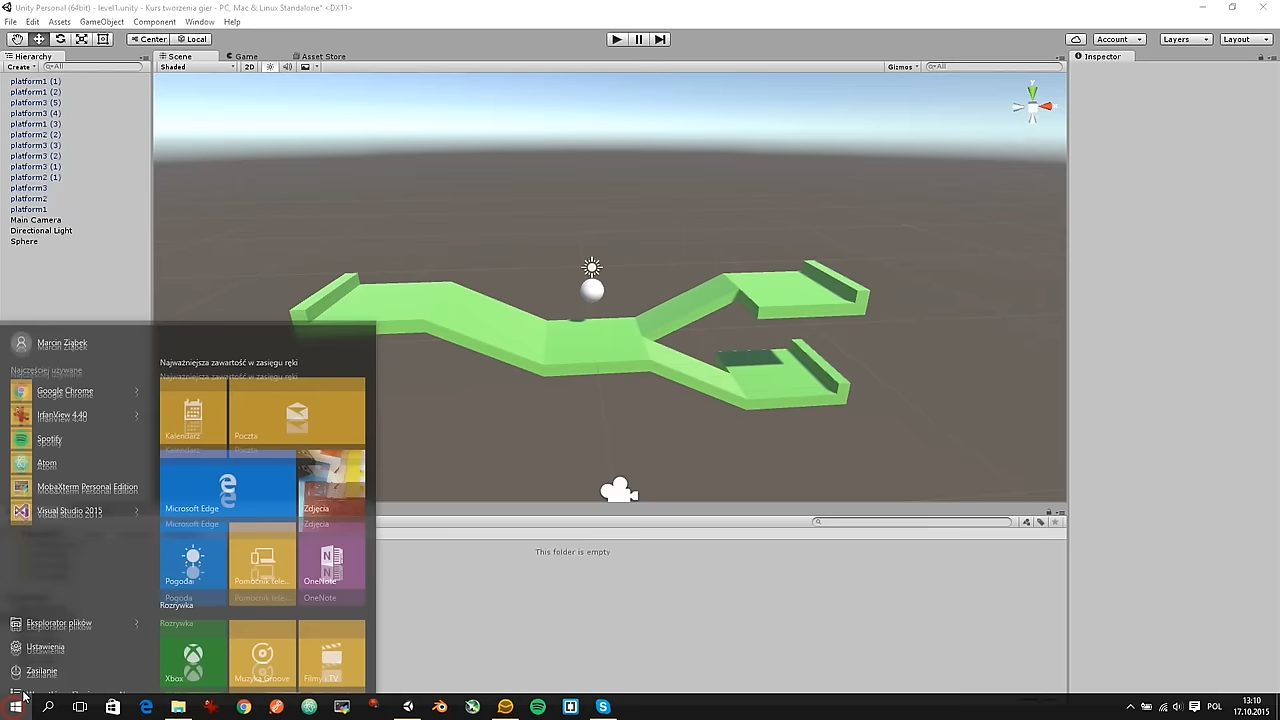 Unity Personal (64bit) - level1.unity - Kurs tworzenia gier - PC, Mac & Linux Standalone* <DX11>
File Edit Assets GameObject Component Window Help
Center Local Account Layers Layout
Hierarchy Scene Game Asset Store Inspector
Create All Shaded 2D Gizmos All
platform1 (1)
platform1 (2)
platform3 (5)
platform3 (4)
platform1 (3)
platform2 (2)
platform3 (3)
platform3 (2)
platform3 (1)
platform2 (1)
platform3
platform2
platform1
Main Camera
Directional Light
Sphere
y
Marcin Ziąbek
Najczęściej używane
Google Chrome
IrfanView 4.40
Spotify
Atom
MobaXterm Personal Edition
Visual Studio 2015
Eksplorator plików
Ustawienia
Zasilanie
Najważniejsza zawartość w zasięgu ręki
Kalendarz Poczta
Microsoft Edge Zdjęcia
Pogoda Pomocnik tele... OneNote
Rozrywka
Xbox Muzyka Groove Filmy i TV
This folder is empty
POL
13:10
17.10.2015